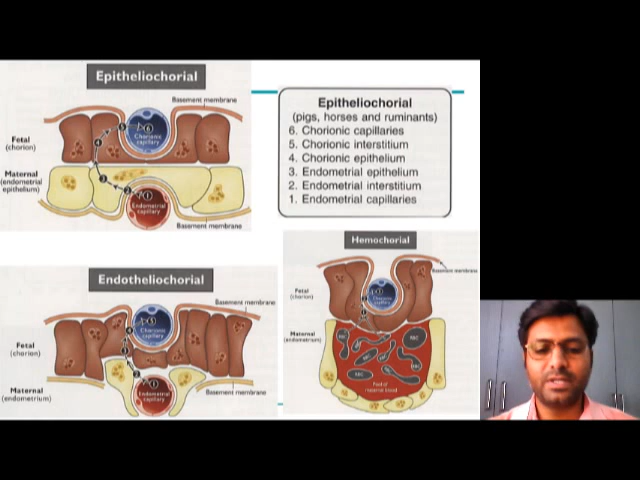 Epitheliochorial
Basement membrane
Fetal
(chorion)
Chorionic
capillary
Maternal
(endometrial
epithelium)
Endometrial
capillary
Basement membrane
Epitheliochorial
(pigs, horses and ruminants)
6. Chorionic capillaries
5. Chorionic interstitium
4. Chorionic epithelium
3. Endometrial epithelium
2. Endometrial interstitium
1. Endometrial capillaries
Hemochorial
Basement membrane
Fetal
(chorion)
Chorionic
capillary
Maternal
(endometrium)
RBC
RBC
RBC
RBC
RBC
RBC
Pool of
maternal blood
Endotheliochorial
Basement membrane
Chorionic
capillary
Fetal
(chorion)
Maternal
(endometrium)
Endometrial
capillary
Basement membrane